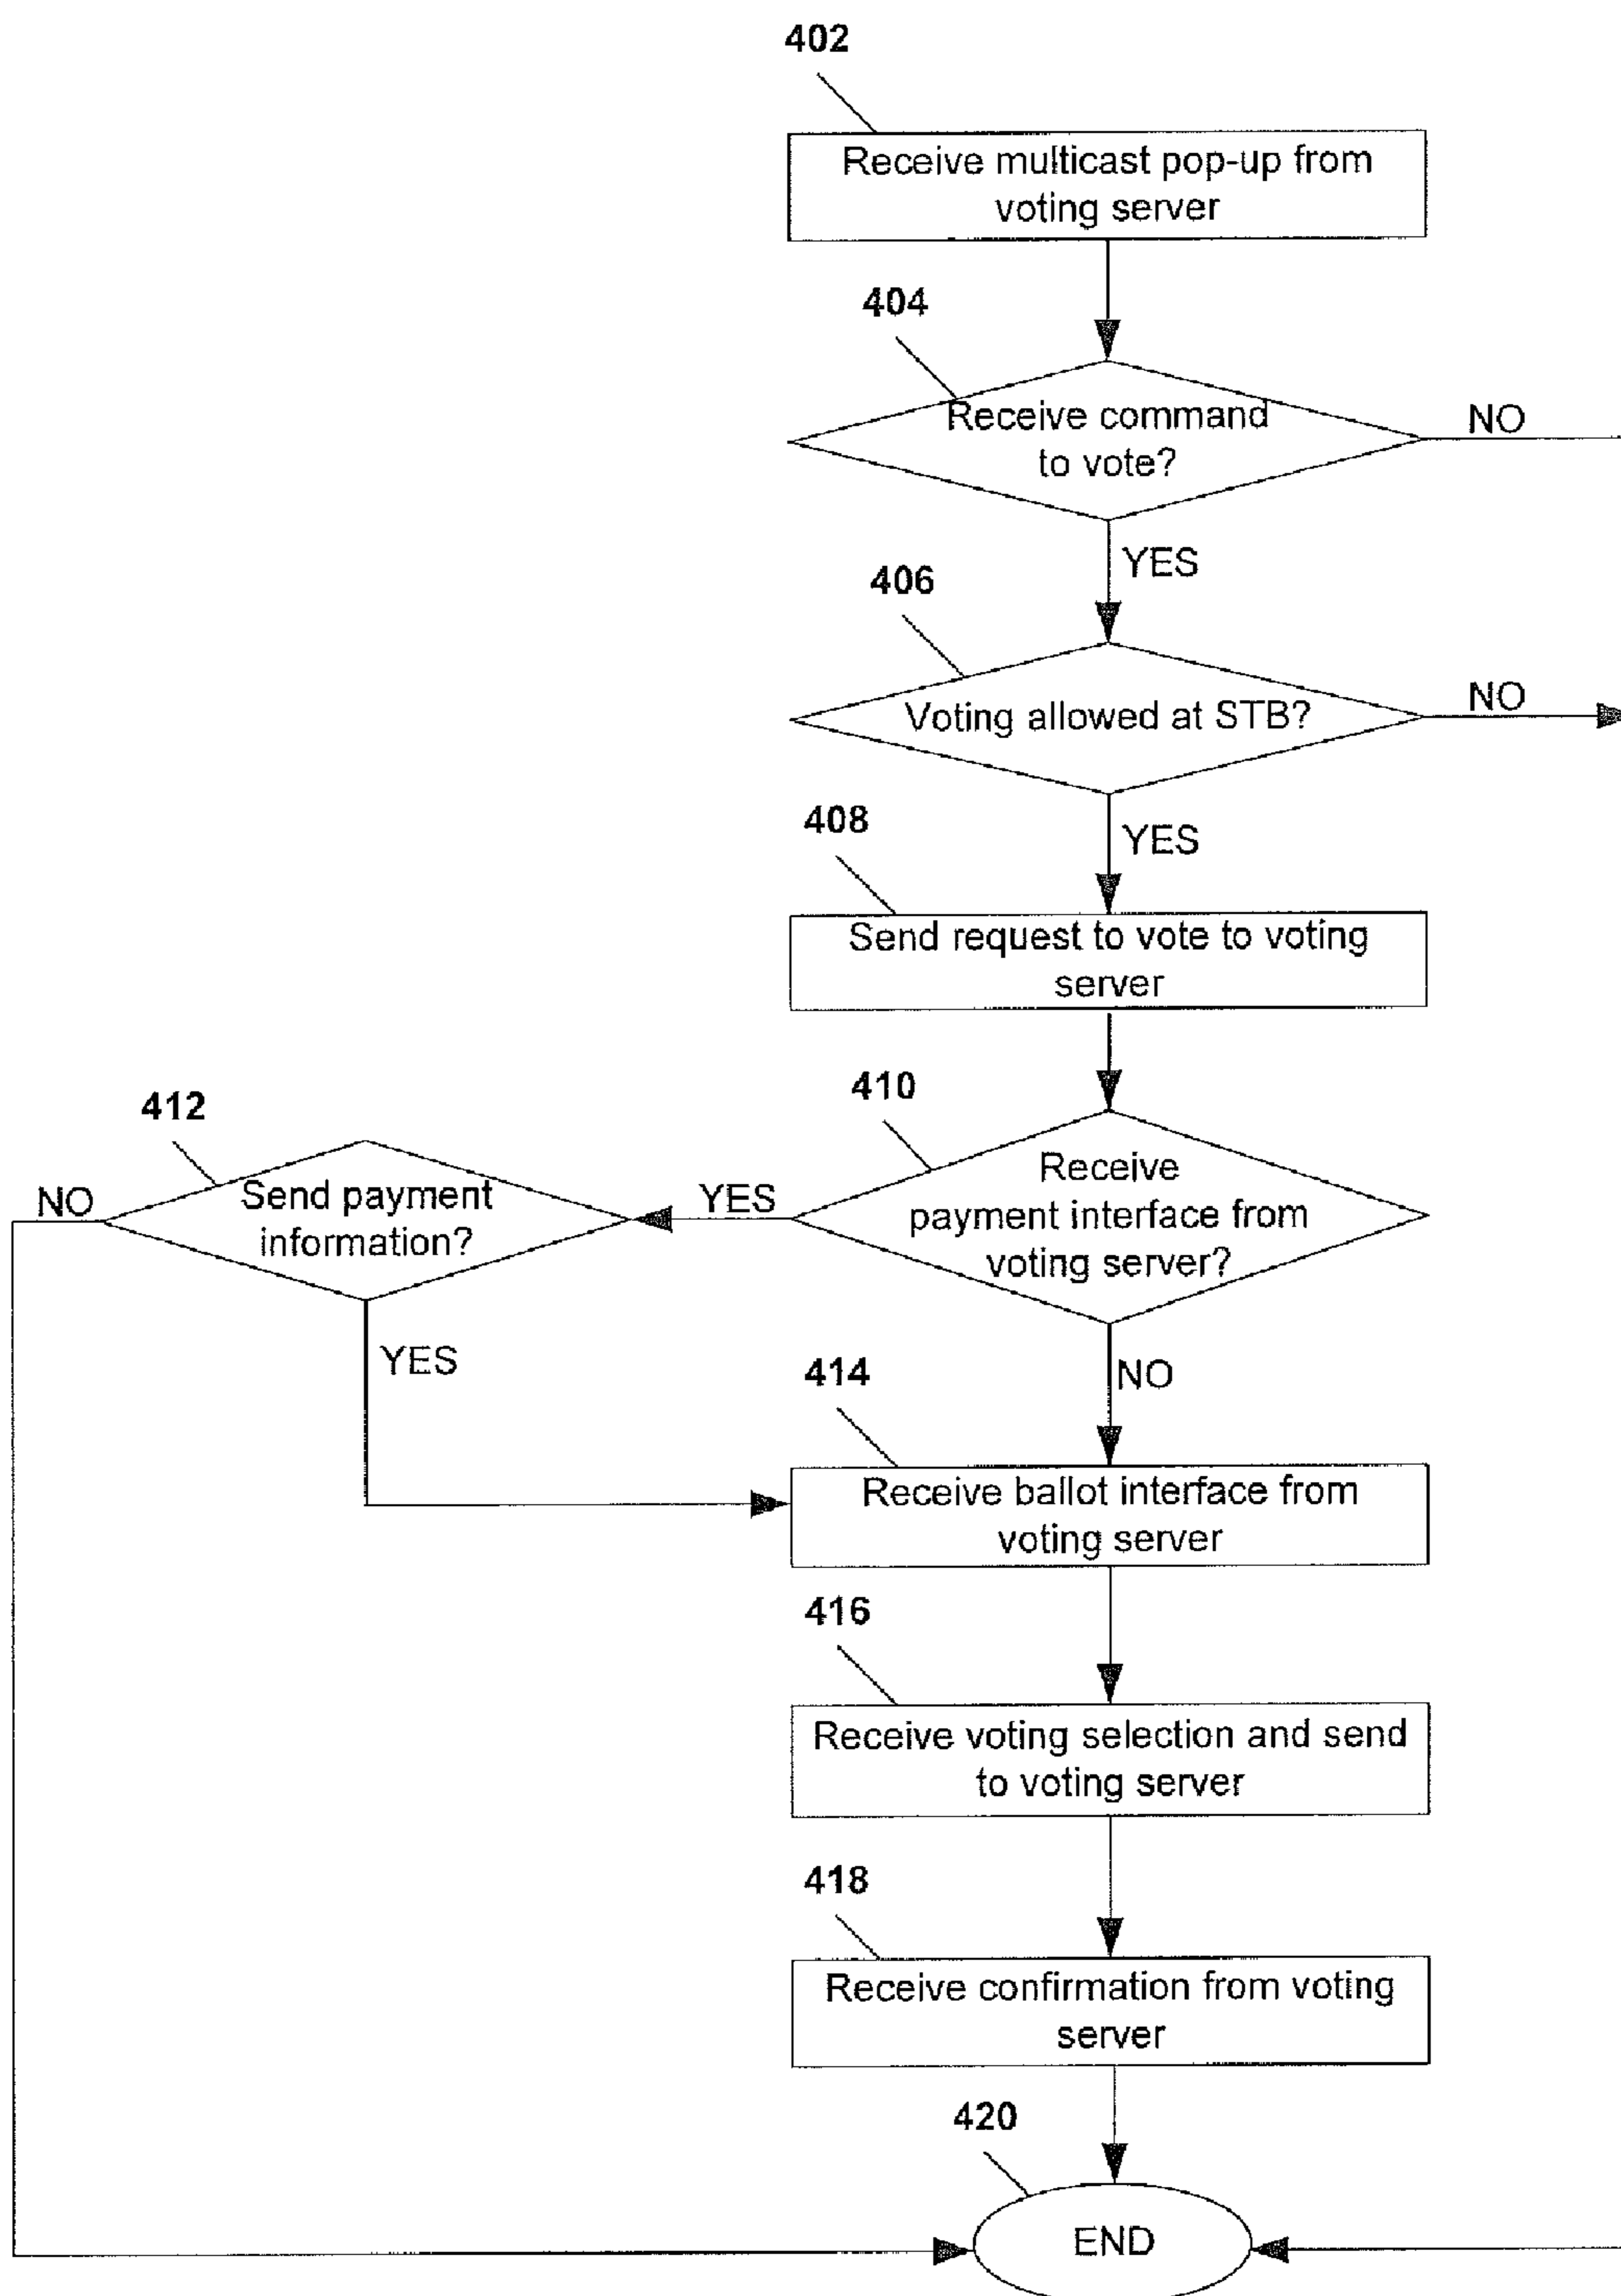 402
Receive multicast pop-up from
voting server
404
Receive command
to vote?
NO
YES
406
Voting allowed at STB?
NO
YES
408
Send request to vote to voting
server
410
Receive
payment interface from
voting server?
YES
412
Send payment
information?
NO
YES
NO
414
Receive ballot interface from
voting server
416
Receive voting selection and send
to voting server
418
Receive confirmation from voting
server
420
END